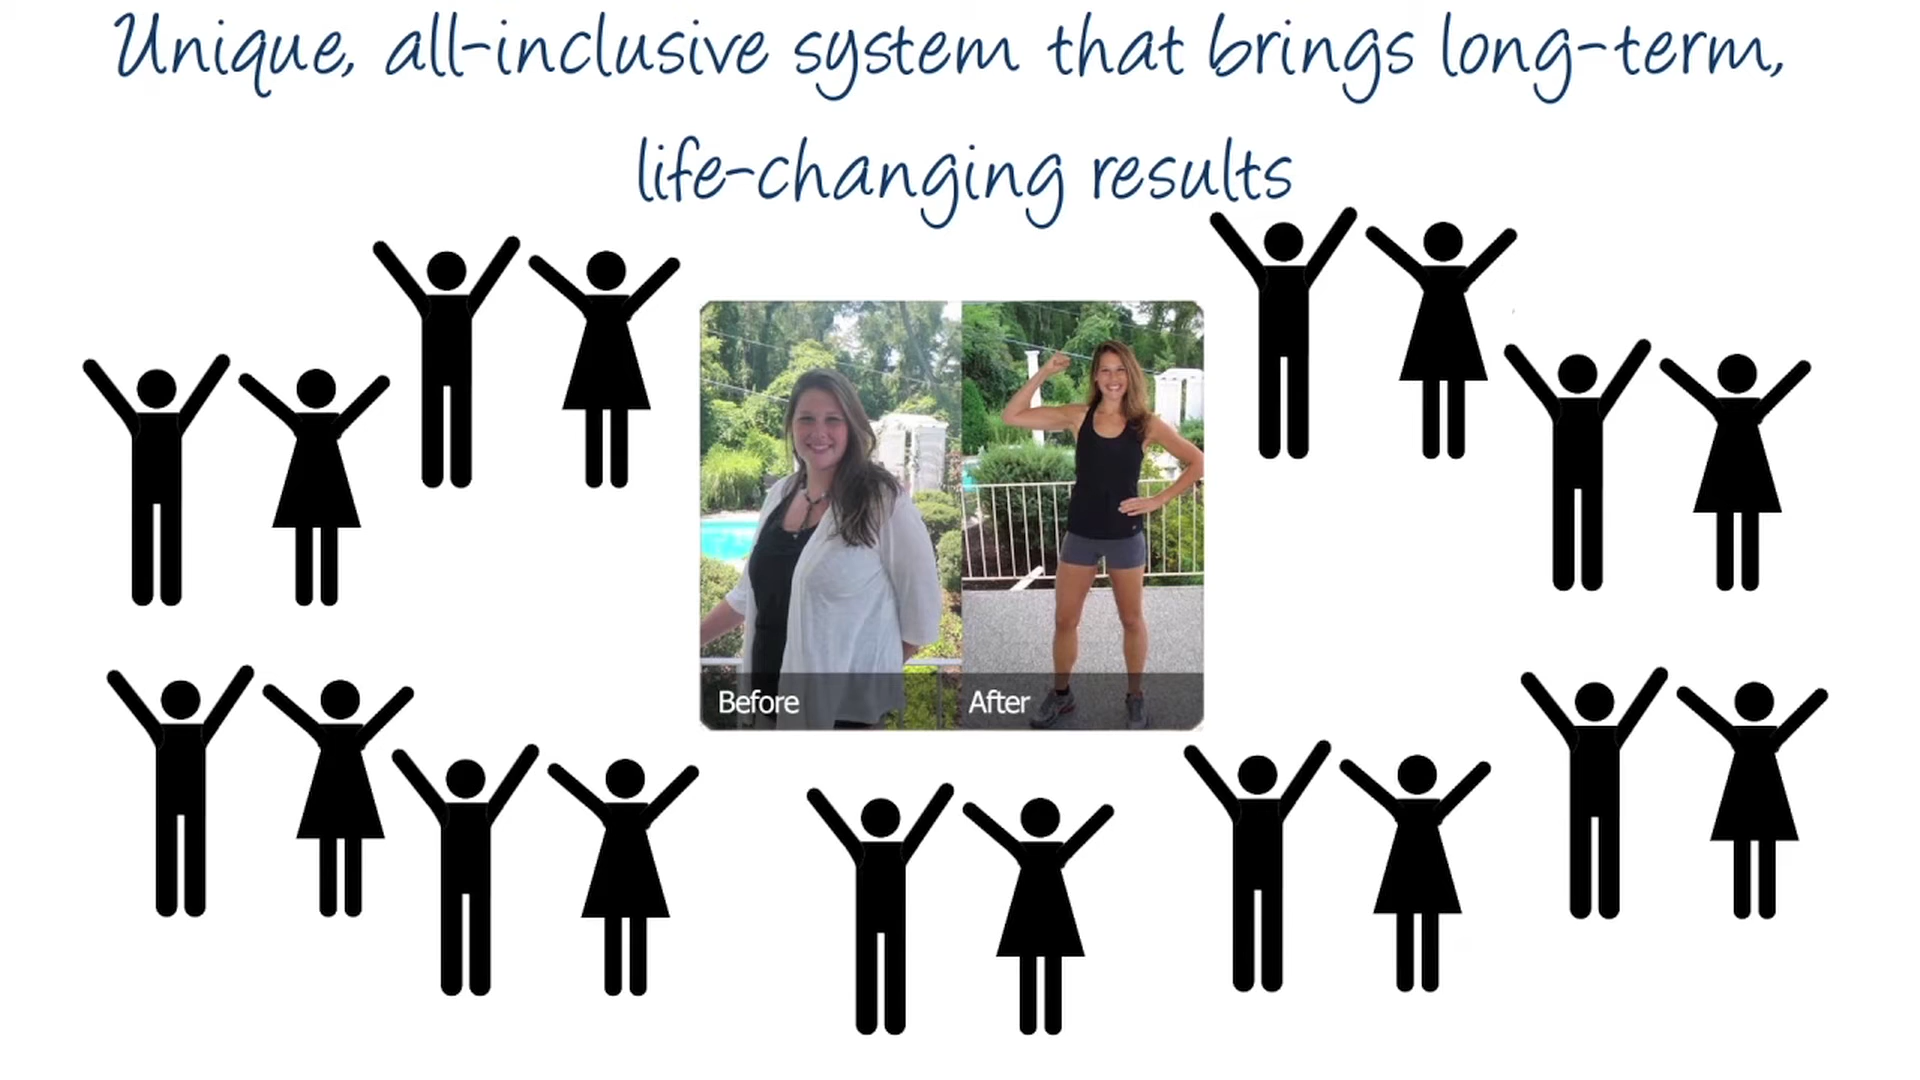 Unique, all-inclusive system that brings long-term,
life-changing results
Before
After